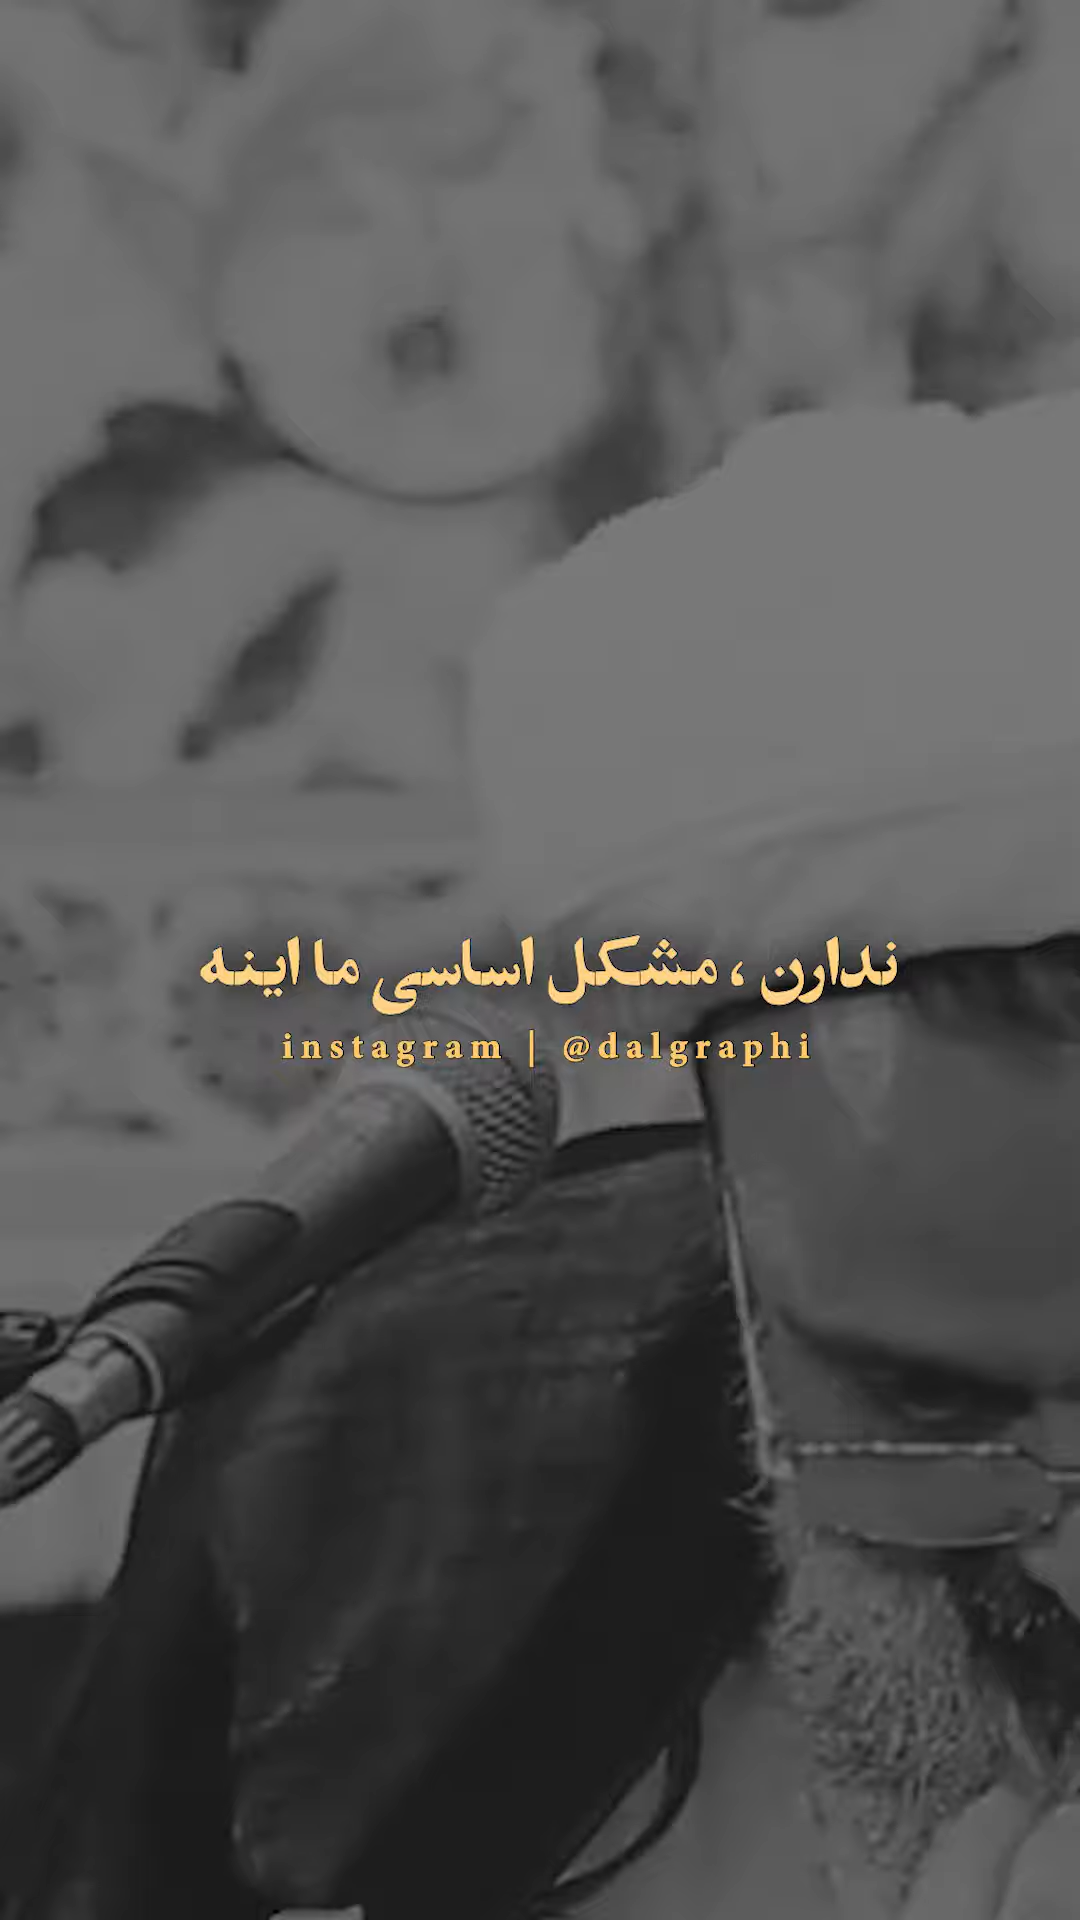 ندارن ، مشکل اساسی ما اینه
instagram | @dalgraphi